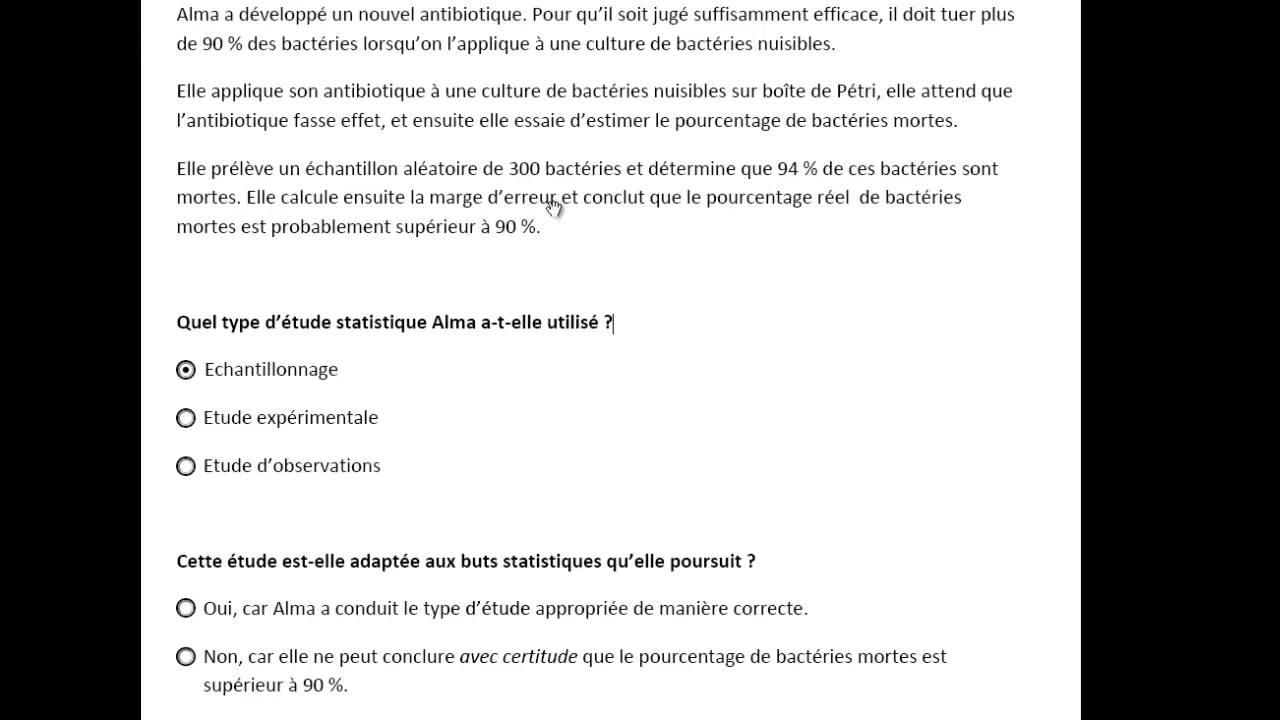 Alma a développé un nouvel antibiotique. Pour qu’il soit jugé suffisamment efficace, il doit tuer plus
de 90 % des bactéries lorsqu’on l’applique à une culture de bactéries nuisibles.
Elle applique son antibiotique à une culture de bactéries nuisibles sur boîte de Pétri, elle attend que
l’antibiotique fasse effet, et ensuite elle essaie d’estimer le pourcentage de bactéries mortes.
Elle prélève un échantillon aléatoire de 300 bactéries et détermine que 94 % de ces bactéries sont
mortes. Elle calcule ensuite la marge d’erreur et conclut que le pourcentage réel  de bactéries
mortes est probablement supérieur à 90 %.
Quel type d’étude statistique Alma a-t-elle utilisé ?
Echantillonnage
Etude expérimentale
Etude d’observations
Cette étude est-elle adaptée aux buts statistiques qu’elle poursuit ?
Oui, car Alma a conduit le type d’étude appropriée de manière correcte.
Non, car elle ne peut conclure avec certitude que le pourcentage de bactéries mortes est
supérieur à 90 %.